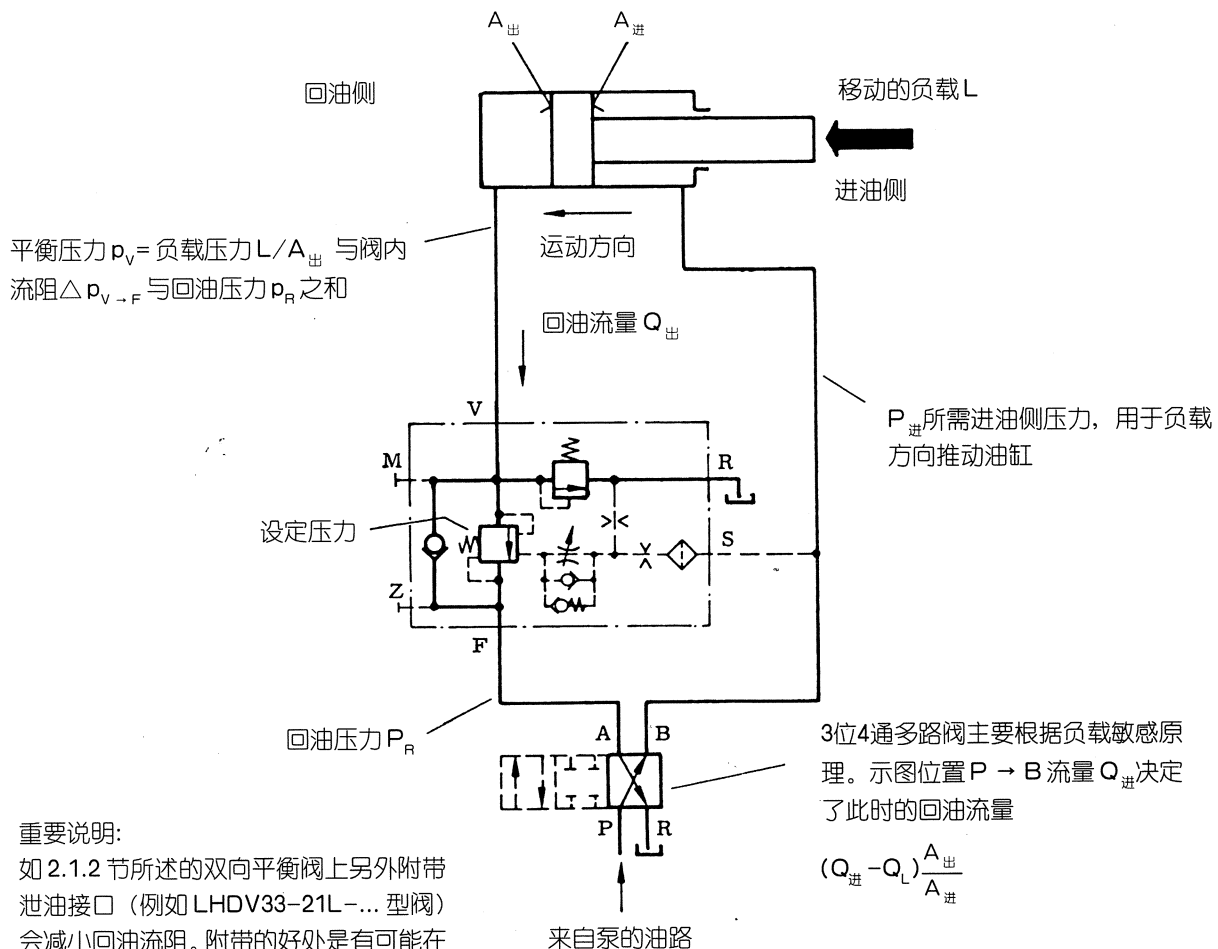 A出
A进
回油侧
移动的负载L
进油侧
运动方向
平衡压力pV= 负载压力L/A出 与阀内
流阻△pV→F与回油压力pR之和
回油流量Q出
P进所需进油侧压力，用于负载
方向推动油缸
V
M
R
设定压力
S
Z
F
回油压力PR
A
B
3位4通多路阀主要根据负载敏感原
理。示图位置P → B流量Q进决定
了此时的回油流量
P
R
(Q进-QL)A出/A进
重要说明:
如2.1.2节所述的双向平衡阀上另外附带
泄油接口（例如LHDV33-21L-... 型阀）
会减小回油流阻。附带的好处是有可能在
来自泵的油路